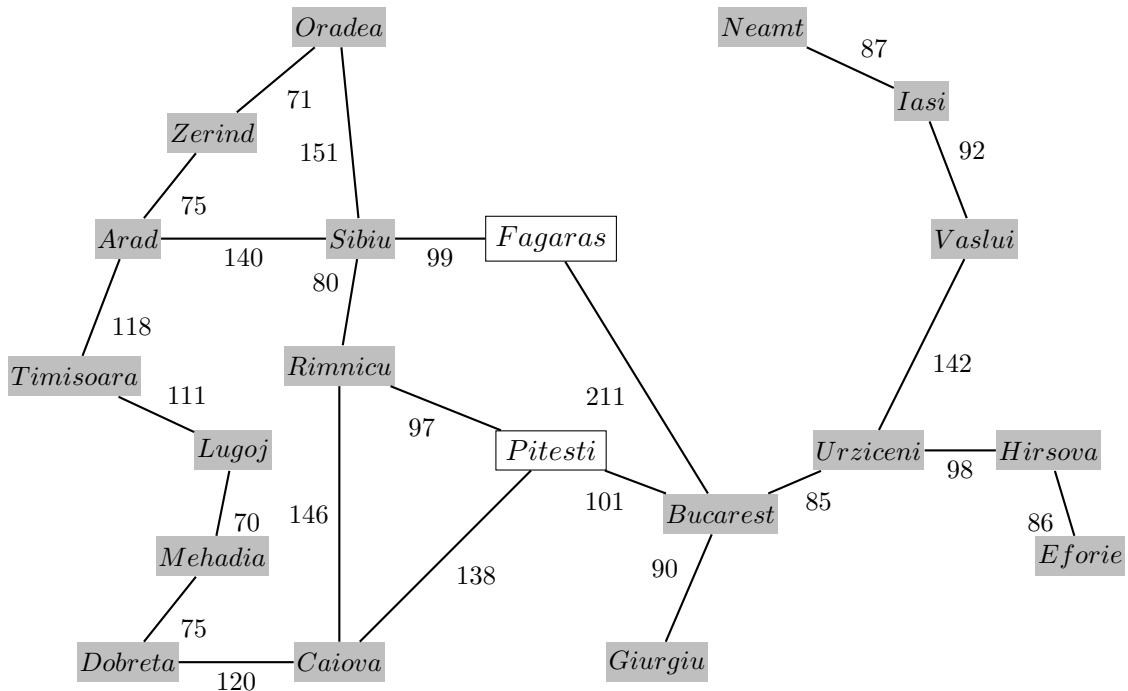 Oradea
Neamt
87
71
Iasi
Zerind
151
92
75
Arad
140
Sibiu
99
Fagaras
Vaslui
80
118
Timisoara
Rimnicu
142
111
211
97
Lugoj
Pitesti
Urziceni
98
Hirsova
101
85
Bucarest
146
70
86
Mehadia
138
90
Eforie
75
Dobreta
120
Caiova
Giurgiu